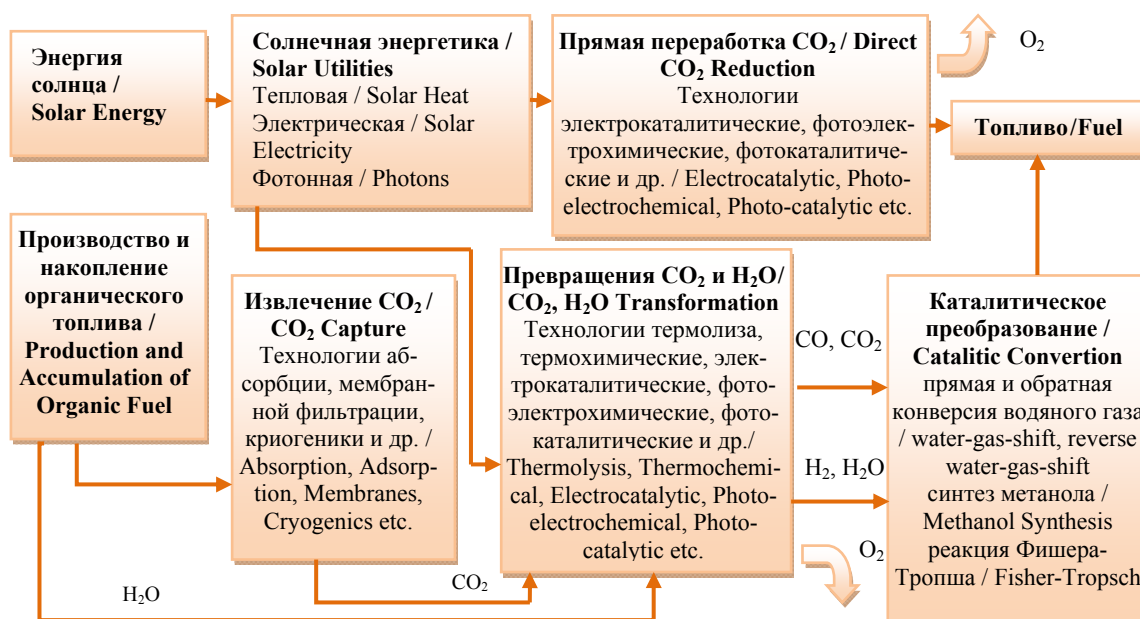 Энергия
солнца /
Solar Energy
Солнечная энергетика /
Solar Utilities
Тепловая / Solar Heat
Электрическая / Solar
Electricity
Фотонная / Photons
Прямая переработка CO₂ / Direct
CO₂ Reduction
Технологии
электрокаталитические, фотоэлек-
трохимические, фотокаталитиче-
ские и др. / Electrocatalytic, Photo-
electrochemical, Photo-catalytic etc.
O₂
Топливо/Fuel
Производство и
накопление
органического
топлива /
Production and
Accumulation of
Organic Fuel
Извлечение CO₂ /
CO₂ Capture
Технологии аб-
сорбции, мембран-
ной фильтрации,
криогеники и др. /
Absorption, Adsorp-
tion, Membranes,
Cryogenics etc.
Превращения CO₂ и H₂O/
CO₂, H₂O Transformation
Технологии термолиза,
термохимические, элек-
трокаталитические, фото-
электрохимические, фото-
каталитические и др./
Thermolysis, Thermochemi-
cal, Electrocatalytic, Photo-
electrochemical, Photo-
catalytic etc.
CO, CO₂
H₂, H₂O
O₂
Каталитическое
преобразование /
Catalitic Convertion
прямая и обратная
конверсия водяного газа
/ water-gas-shift, reverse
water-gas-shift
синтез метанола /
Methanol Synthesis
реакция Фишера-
Тропша / Fisher-Tropsch
H₂O
CO₂